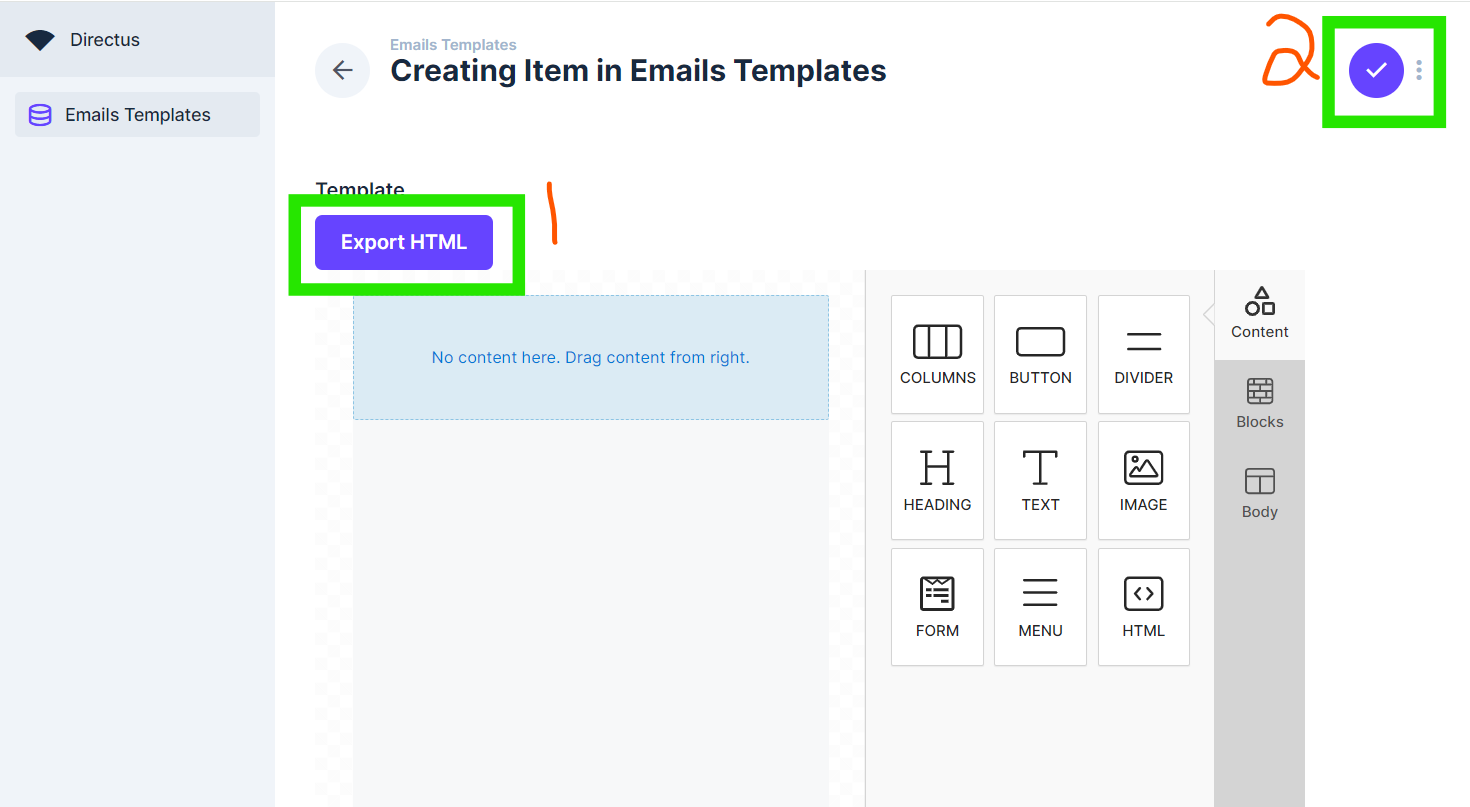 Directus
Emails Templates
Emails Templates
Creating Item in Emails Templates
2
Template
Export HTML
1
No content here. Drag content from right.
COLUMNS
BUTTON
DIVIDER
HEADING
TEXT
IMAGE
FORM
MENU
HTML
Content
Blocks
Body